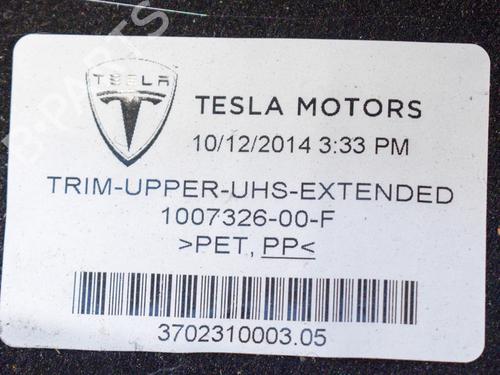 TESLA
TESLA MOTORS
10/12/2014 3:33 PM
TRIM-UPPER-UHS-EXTENDED
1007326-00-F
>PET, PP<
3702310003.05
B-PARTS